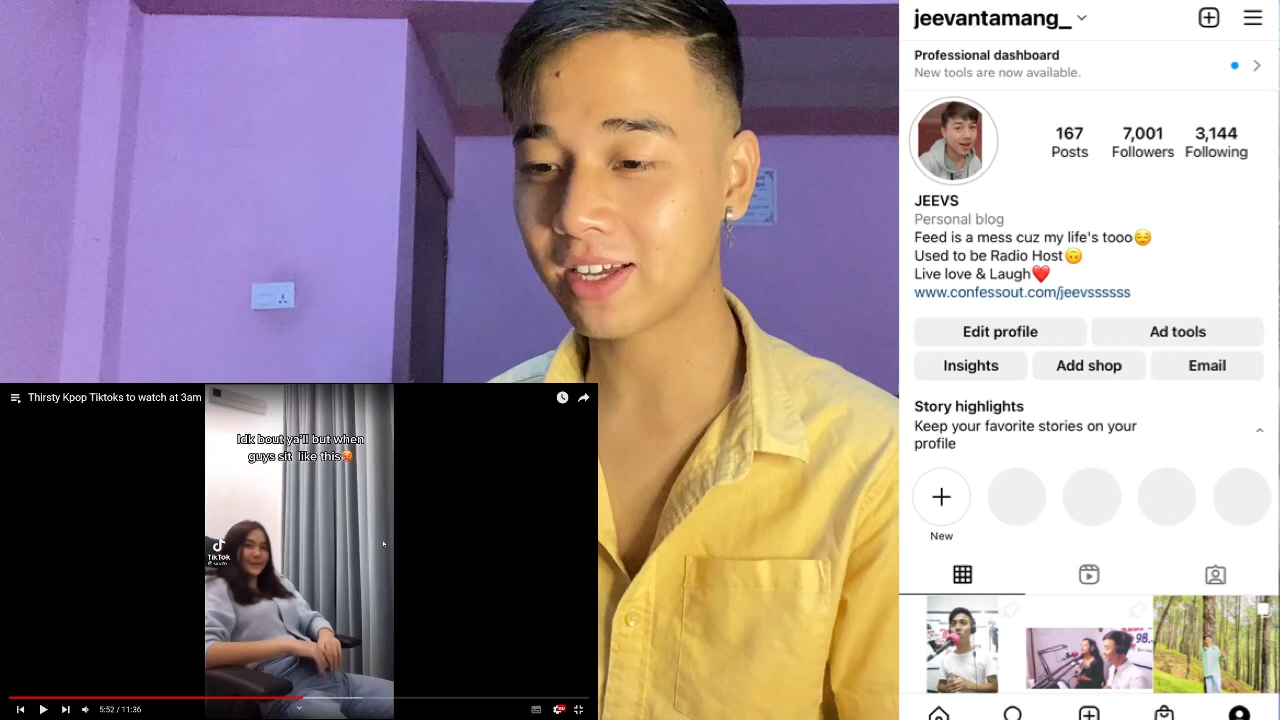 Thirsty Kpop Tiktoks to watch at 3am
Idk bout ya'll but when
guys sit like this🥵
TikTok
5:52 / 11:36
jeevantamang_
Professional dashboard
New tools are now available.
167
Posts
7,001
Followers
3,144
Following
JEEVS
Personal blog
Feed is a mess cuz my life's tooo😌
Used to be Radio Host🙃
Live love & Laugh❤️
www.confessout.com/jeevssssss
Edit profile
Ad tools
Insights
Add shop
Email
Story highlights
Keep your favorite stories on your
profile
New
98.